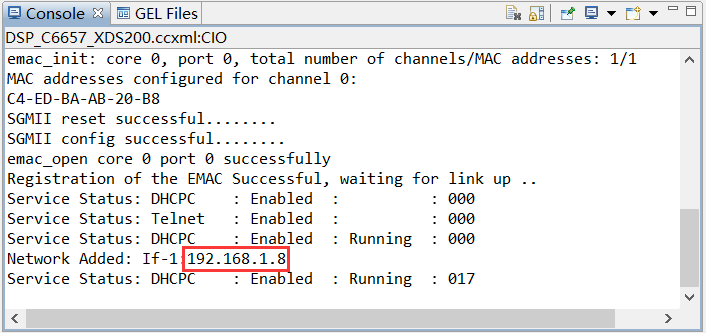 Console GEL Files
DSP_C6657_XDS200.ccxml:CIO
emac_init: core 0, port 0, total number of channels/MAC addresses: 1/1
MAC addresses configured for channel 0:
C4-ED-BA-AB-20-B8
SGMII reset successful........
SGMII config successful........
emac_open core 0 port 0 successfully
Registration of the EMAC Successful, waiting for link up ..
Service Status: DHCPC    : Enabled  :          : 000
Service Status: Telnet   : Enabled  :          : 000
Service Status: DHCPC    : Enabled  : Running  : 000
Network Added: If-1:192.168.1.8
Service Status: DHCPC    : Enabled  : Running  : 017